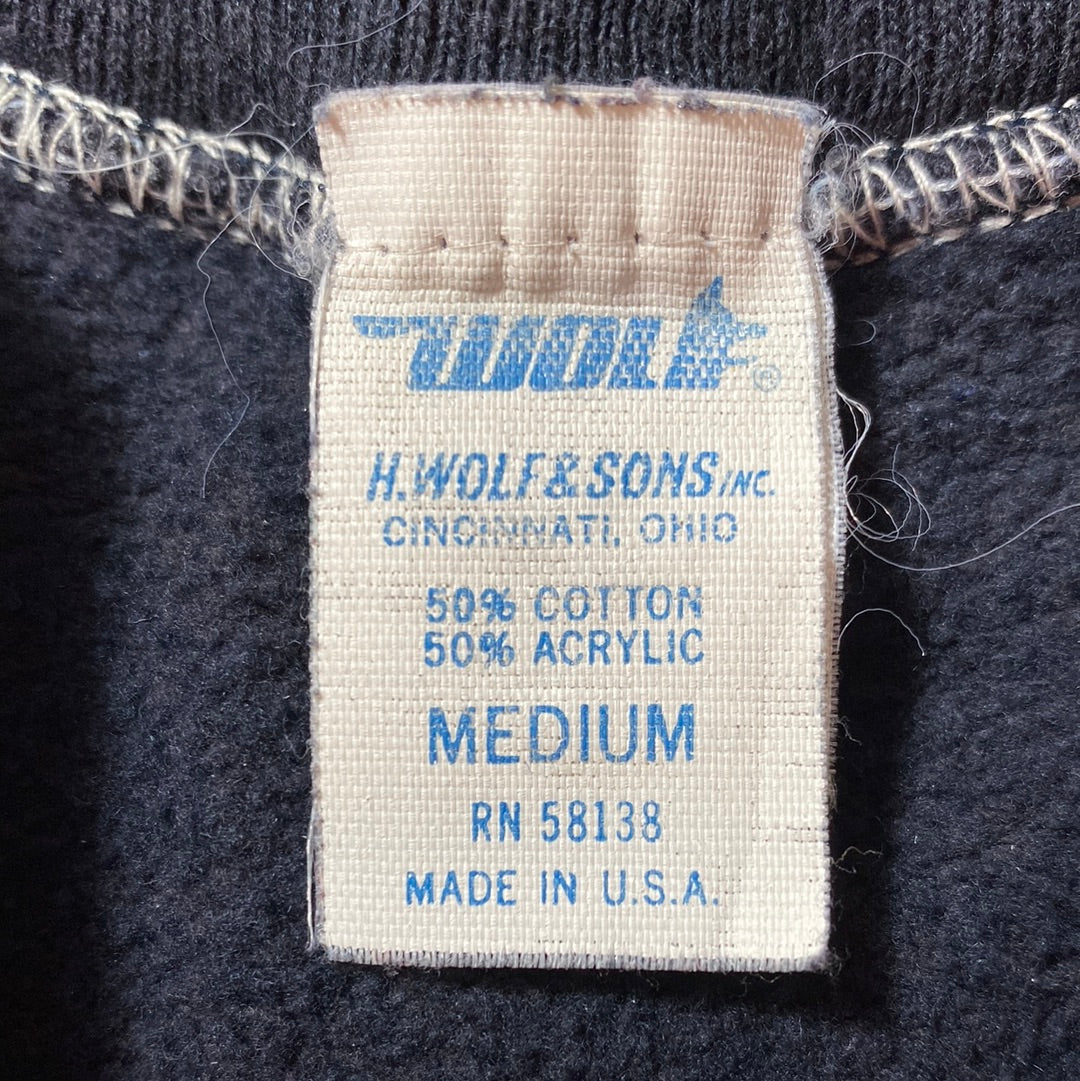 WOLF ®
H. WOLF & SONS INC.
CINCINNATI, OHIO
50% COTTON
50% ACRYLIC
MEDIUM
RN 58138
MADE IN U.S.A.